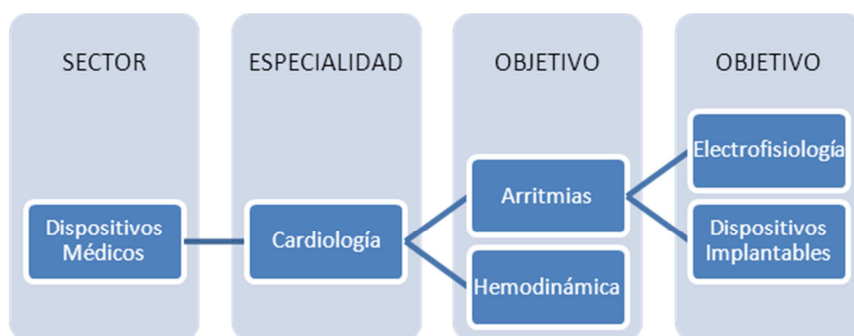 SECTOR
ESPECIALIDAD
OBJETIVO
OBJETIVO
Dispositivos
Médicos
Cardiología
Arritmias
Hemodinámica
Electrofisiología
Dispositivos
Implantables